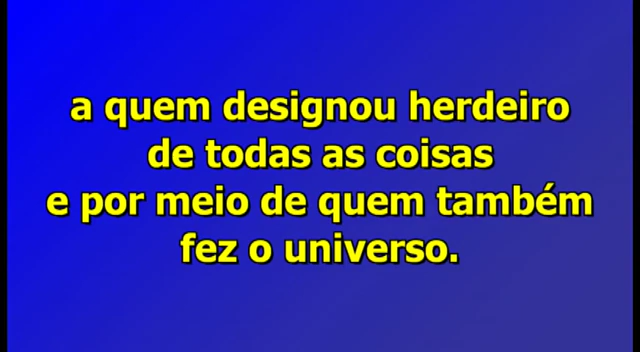 a quem designou herdeiro
de todas as coisas
e por meio de quem também
fez o universo.